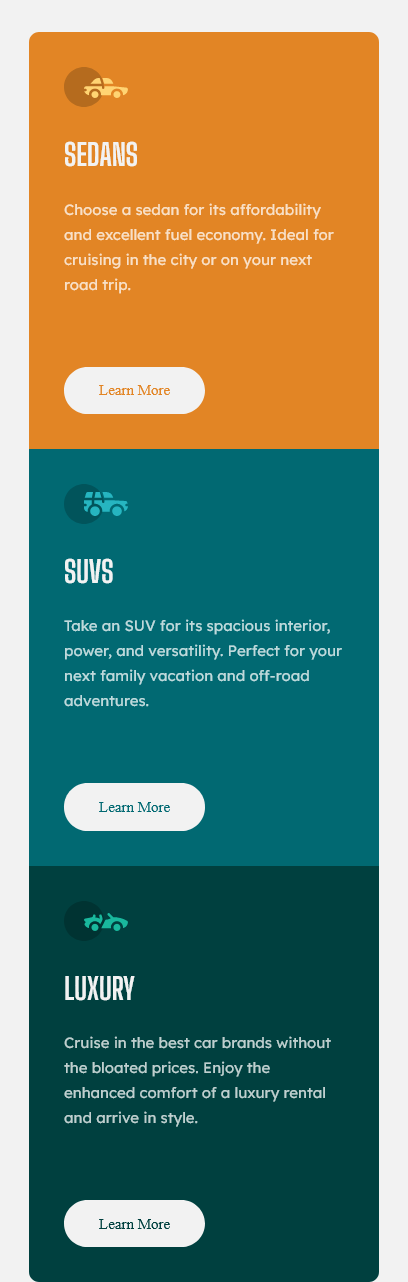 SEDANS
Choose a sedan for its affordability
and excellent fuel economy. Ideal for
cruising in the city or on your next
road trip.
Learn More
SUVS
Take an SUV for its spacious interior,
power, and versatility. Perfect for your
next family vacation and off-road
adventures.
Learn More
LUXURY
Cruise in the best car brands without
the bloated prices. Enjoy the
enhanced comfort of a luxury rental
and arrive in style.
Learn More